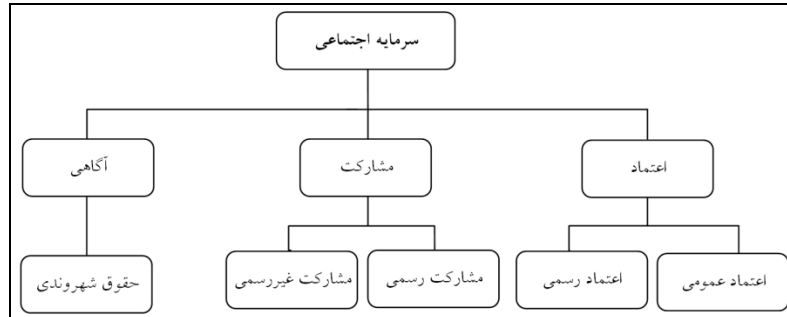 سرمایه اجتماعی
اعتماد
مشارکت
آگاهی
اعتماد عمومی
اعتماد رسمی
مشارکت رسمی
مشارکت غیررسمی
حقوق شهروندی